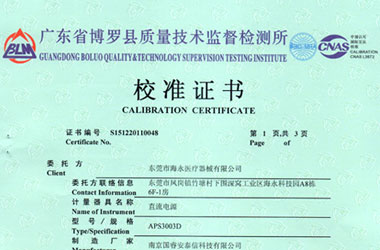 BLM
广东省博罗县质量技术监督检测所
GUANGDONG BOLUO QUALITY&TECHNOLOGY SUPERVISION TESTING INSTITUTE
CNAS
校准证书
CALIBRATION CERTIFICATE
证书编号 S151220110048 第 1 页,共 3 页
Certificate No. Page of
委托方 东莞市海永医疗器械有限公司
Client
委托方联络信息 东莞市凤岗镇竹塘村下围深窝工业区海永科技园A8栋
Contact Information 6F-1房
计量器具名称 直流电源
Name of Instrument
型号/规格 APS3003D
Type/Specification
制造厂家 南京国睿安泰信科技有限公司